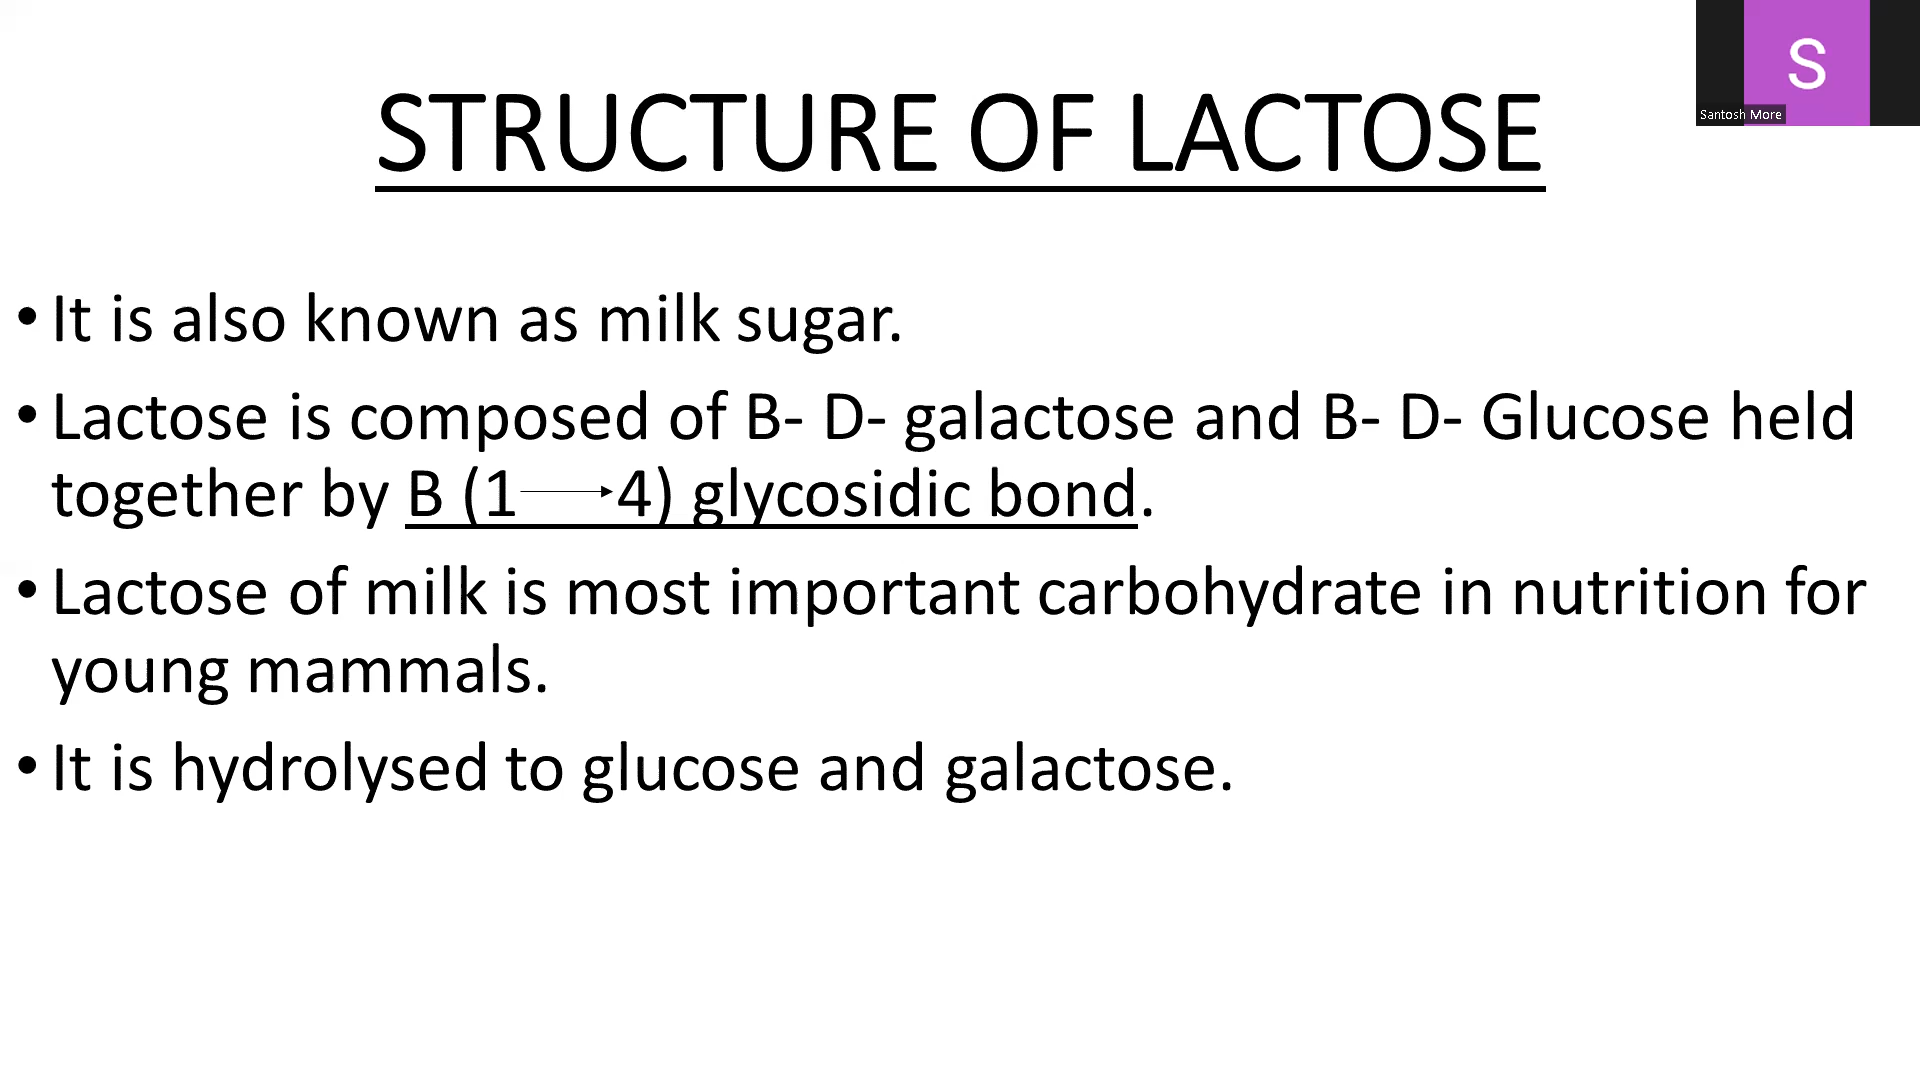 S
Santosh More
STRUCTURE OF LACTOSE
• It is also known as milk sugar.
• Lactose is composed of B- D- galactose and B- D- Glucose held
together by B (1⟶4) glycosidic bond.
• Lactose of milk is most important carbohydrate in nutrition for
young mammals.
• It is hydrolysed to glucose and galactose.